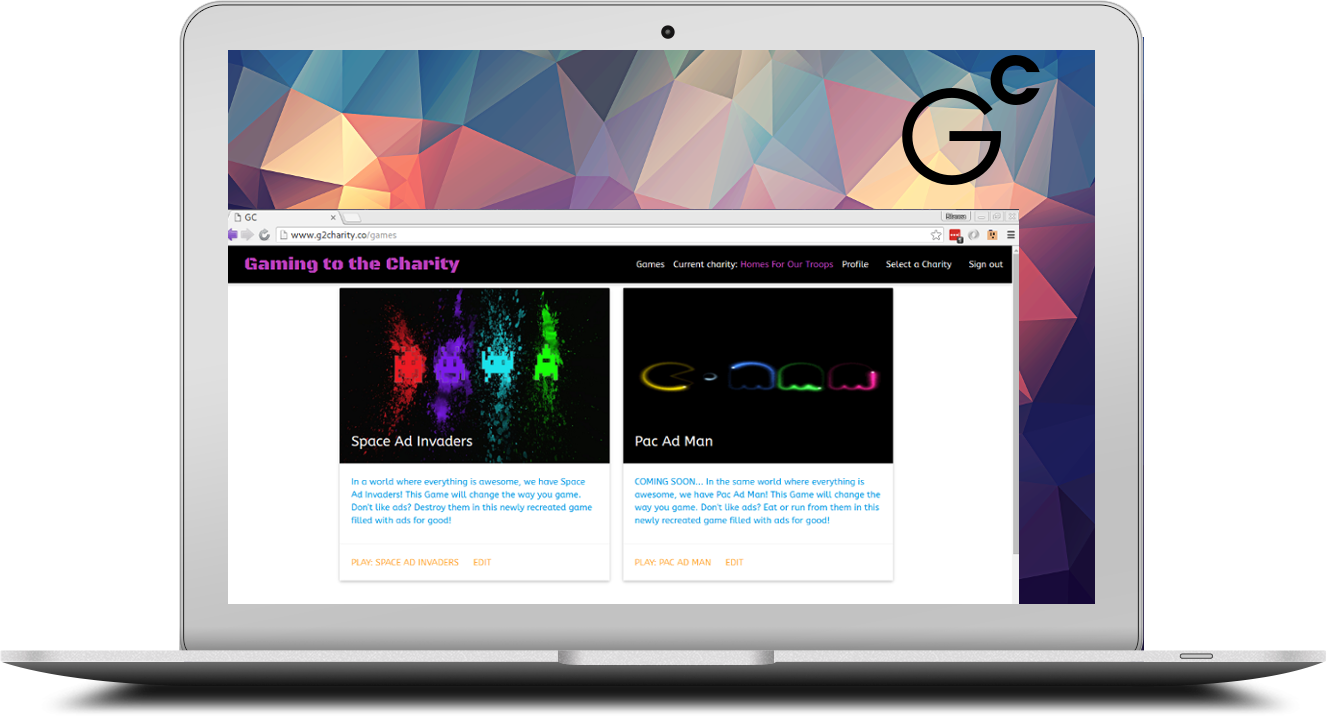 GC
GC
Bloom
www.g2charity.co/games
Gaming to the Charity
Games Current charity: Homes For Our Troops Profile Select a Charity Sign out
Space Ad Invaders
Pac Ad Man
In a world where everything is awesome, we have Space
Ad Invaders! This Game will change the way you game.
Don't like ads? Destroy them in this newly recreated game
filled with ads for good!
COMING SOON... In the same world where everything is
awesome, we have Pac Ad Man! This Game will change the
way you game. Don't like ads? Eat or run from them in this
newly recreated game filled with ads for good!
PLAY: SPACE AD INVADERS EDIT
PLAY: PAC AD MAN EDIT